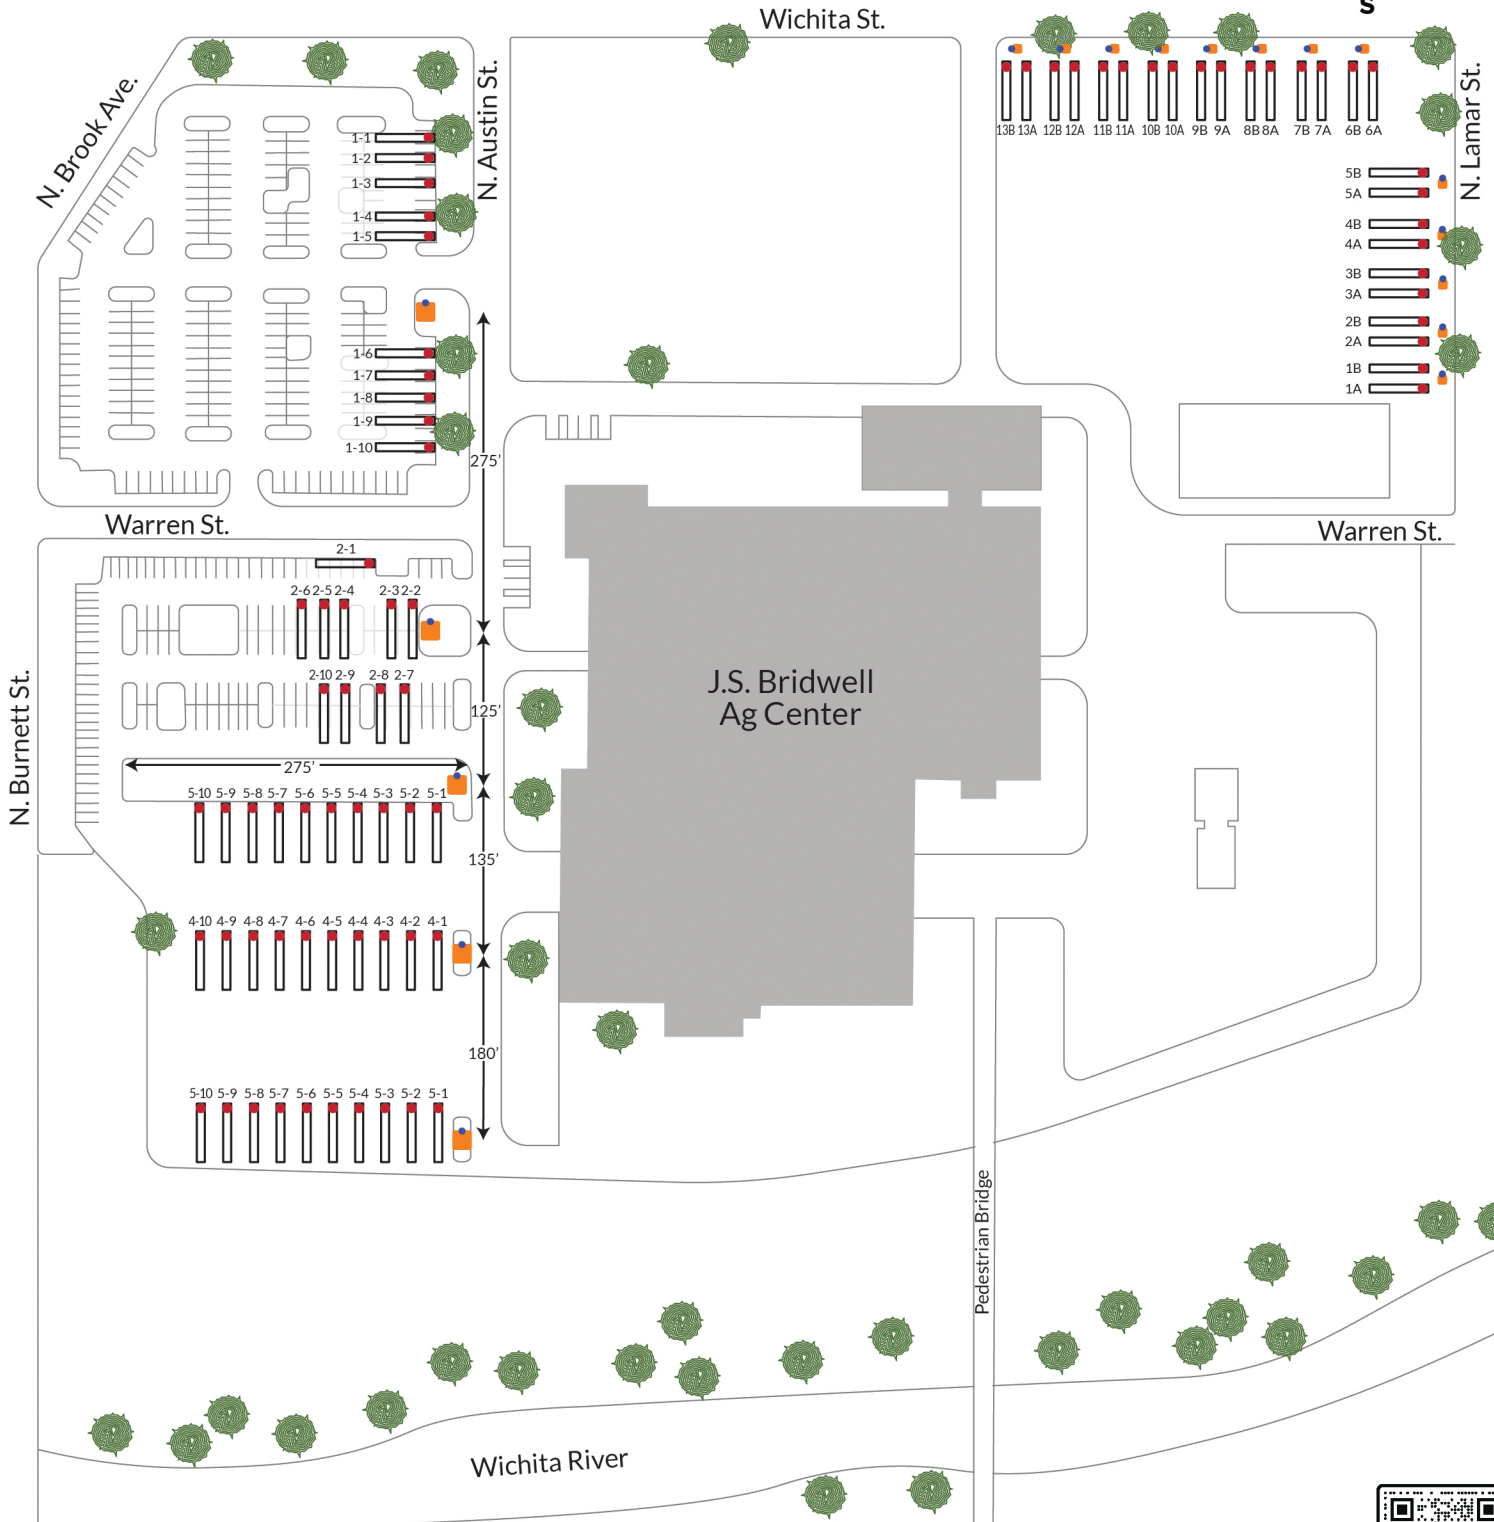 S
Wichita St.
N. Brook Ave.
N. Austin St.
N. Lamar St.
13B 13A 12B 12A 11B 11A 10B 10A 9B 9A 8B 8A 7B 7A 6B 6A
1-1
1-2
1-3
1-4
1-5
5B
5A
4B
4A
3B
3A
2B
2A
1B
1A
1-6
1-7
1-8
1-9
1-10
275'
Warren St.
Warren St.
2-1
2-6 2-5 2-4 2-3 2-2
2-10 2-9 2-8 2-7
N. Burnett St.
J.S. Bridwell
Ag Center
125'
275'
5-10 5-9 5-8 5-7 5-6 5-5 5-4 5-3 5-2 5-1
135'
4-10 4-9 4-8 4-7 4-6 4-5 4-4 4-3 4-2 4-1
180'
5-10 5-9 5-8 5-7 5-6 5-5 5-4 5-3 5-2 5-1
Pedestrian Bridge
Wichita River